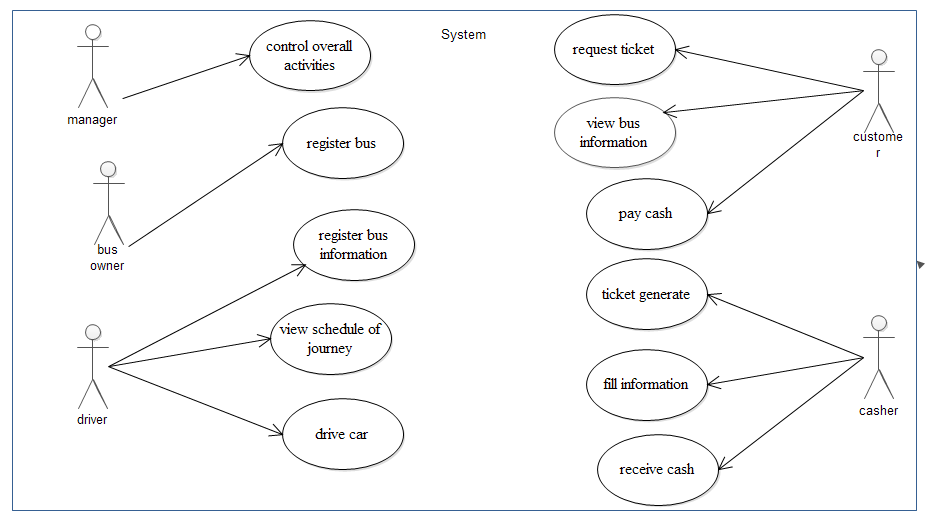 System
manager
control overall
activities
register bus
bus
owner
register bus
information
view schedule of
journey
driver
drive car
request ticket
view bus
information
custome
r
pay cash
ticket generate
fill information
casher
receive cash